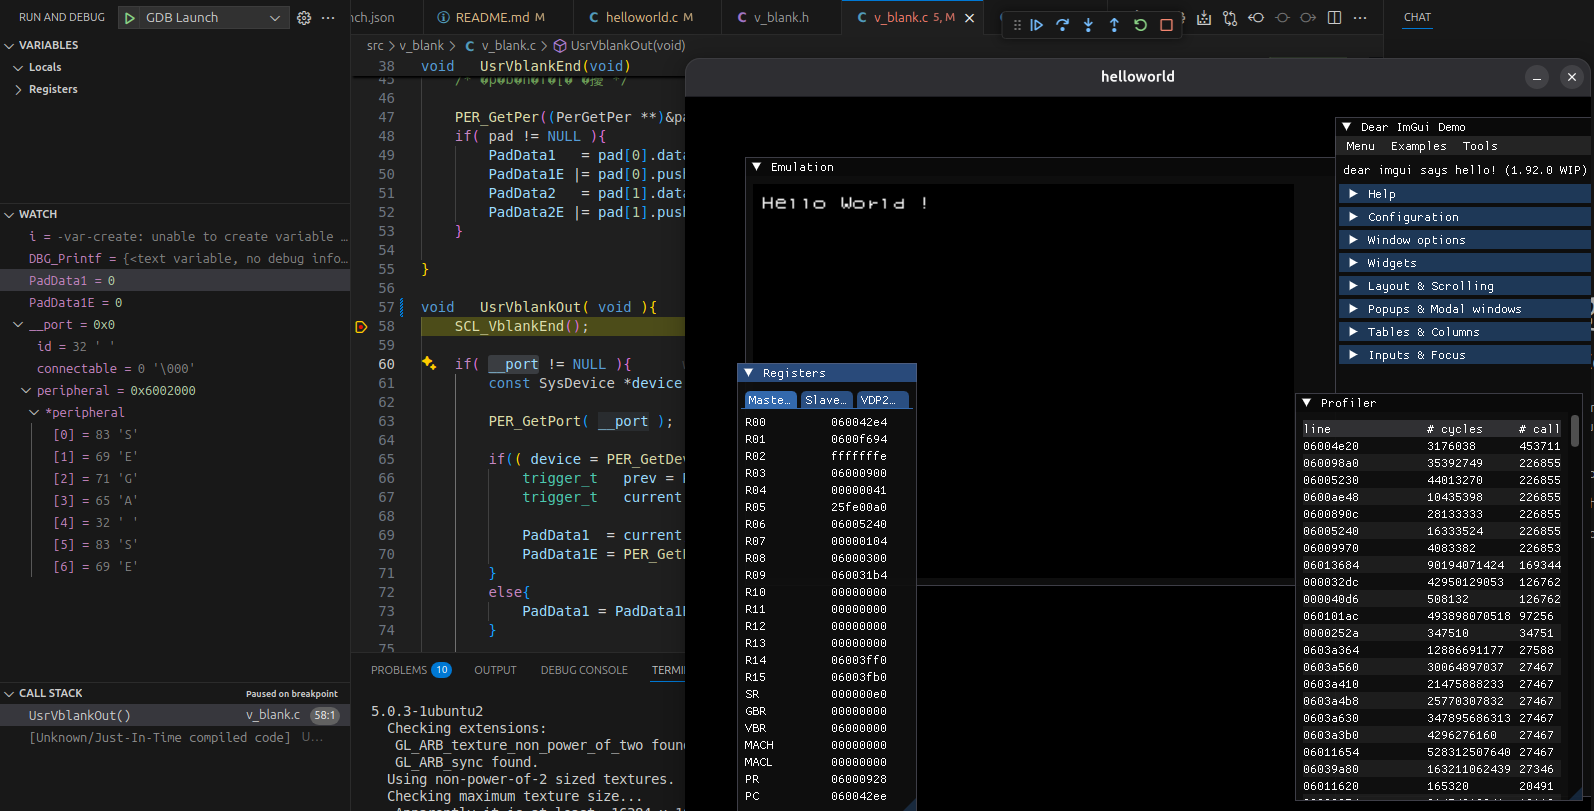 RUN AND DEBUG
GDB Launch
VARIABLES
Locals
Registers
WATCH
i = -var-create: unable to create variable …
DBG_Printf = {<text variable, no debug info…
PadData1 = 0
PadData1E = 0
__port = 0x0
id = 32 ' '
connectable = 0 '\000'
peripheral = 0x6002000
*peripheral
[0] = 83 'S'
[1] = 69 'E'
[2] = 71 'G'
[3] = 65 'A'
[4] = 32 ' '
[5] = 83 'S'
[6] = 69 'E'
CALL STACK
Paused on breakpoint
UsrVblankOut()
v_blank.c 58:1
[Unknown/Just-In-Time compiled code] U…
nch.json
README.md M
helloworld.c M
v_blank.h
v_blank.c 5, M
CHAT
src > v_blank > C v_blank.c > UsrVblankOut(void)
38 void UsrVblankEnd(void)
45
46
47 PER_GetPer((PerGetPer **)&pa
48 if( pad != NULL ){
49 PadData1 = pad[0].data
50 PadData1E |= pad[0].push
51 PadData2 = pad[1].data
52 PadData2E |= pad[1].push
53 }
54
55 }
56
57 void UsrVblankOut( void ){
58 SCL_VblankEnd();
59
60 if( __port != NULL ){
61 const SysDevice *device
62
63 PER_GetPort( __port );
64
65 if(( device = PER_GetDev
66 trigger_t prev =
67 trigger_t current
68
69 PadData1 = current
70 PadData1E = PER_GetI
71 }
72 else{
73 PadData1 = PadData1
74 }
75
PROBLEMS 10
OUTPUT
DEBUG CONSOLE
TERMI
5.0.3-1ubuntu2
Checking extensions:
GL_ARB_texture_non_power_of_two foun
GL_ARB_sync found.
Using non-power-of-2 sized textures.
Checking maximum texture size...
helloworld
Emulation
Hello World !
Registers
Maste… Slave… VDP2…
R00 060042e4
R01 0600f694
R02 fffffffe
R03 06000900
R04 00000041
R05 25fe00a0
R06 06005240
R07 00000104
R08 06000300
R09 060031b4
R10 00000000
R11 00000000
R12 00000000
R13 00000000
R14 06003ff0
R15 06003fb0
SR 000000e0
GBR 00000000
VBR 06000000
MACH 00000000
MACL 00000000
PR 06000928
PC 060042ee
Dear ImGui Demo
Menu Examples Tools
dear imgui says hello! (1.92.0 WIP)
Help
Configuration
Window options
Widgets
Layout & Scrolling
Popups & Modal windows
Tables & Columns
Inputs & Focus
Profiler
line # cycles # call
06004e20 3176038 453711
060098a0 35392749 226855
06005230 44013270 226855
0600ae48 10435398 226855
0600890c 28133333 226855
06005240 16333524 226855
06009970 4083382 226853
06013684 90194071424 169344
000032dc 42950129053 126762
000040d6 508132 126762
060101ac 493898070518 97256
0000252a 347510 34751
0603a364 12886691177 27588
0603a560 30064897037 27467
0603a410 21475888233 27467
0603a4b8 25770307832 27467
0603a630 347895686313 27467
0603a3b0 4296276160 27467
06011654 528312507640 27467
06039a80 163211062439 27346
06011620 165320 20491